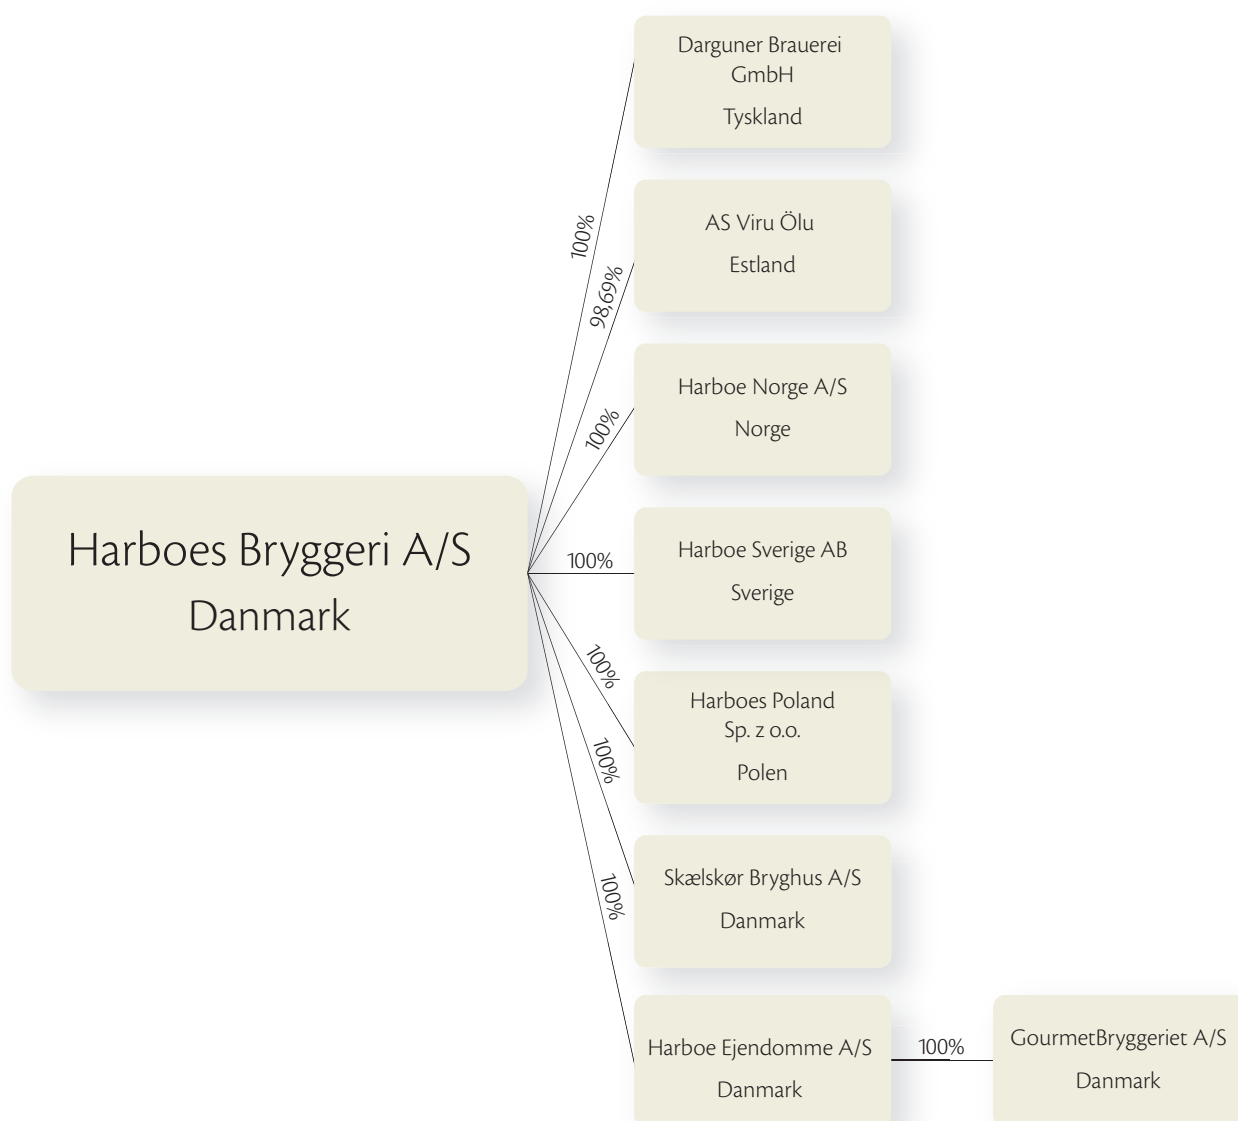 Darguner Brauerei
GmbH
Tyskland
100%
AS Viru Ölu
Estland
98,69%
Harboe Norge A/S
Norge
100%
Harboes Bryggeri A/S
Danmark
100%
Harboe Sverige AB
Sverige
100%
Harboes Poland
Sp. z o.o.
Polen
100%
Skælskør Bryghus A/S
Danmark
100%
Harboe Ejendomme A/S
Danmark
100%
GourmetBryggeriet A/S
Danmark